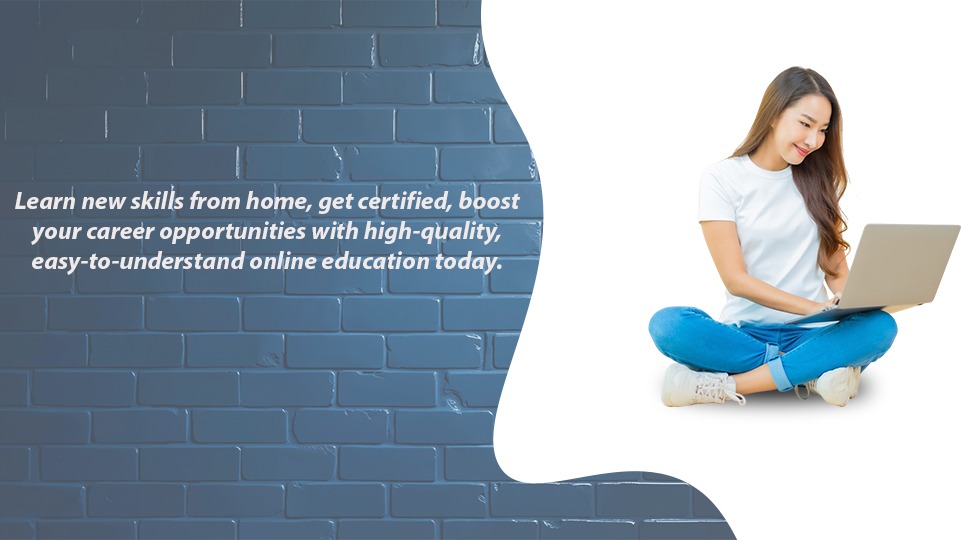 Learn new skills from home, get certified, boost
your career opportunities with high-quality,
easy-to-understand online education today.